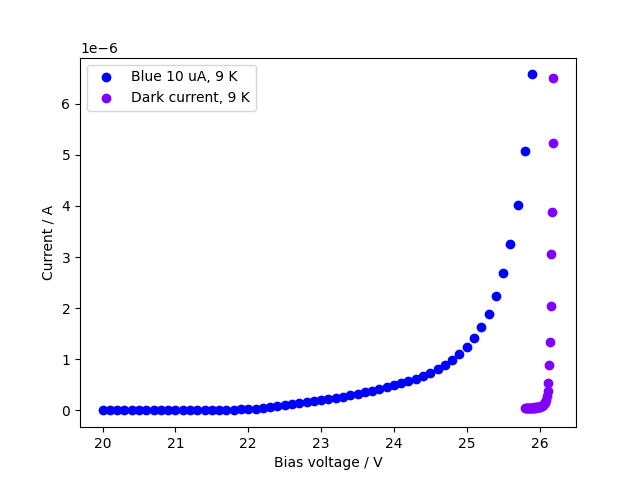 1e−6
Blue 10 uA, 9 K
Dark current, 9 K
6
5
4
3
2
1
0
Current / A
20 21 22 23 24 25 26
Bias voltage / V